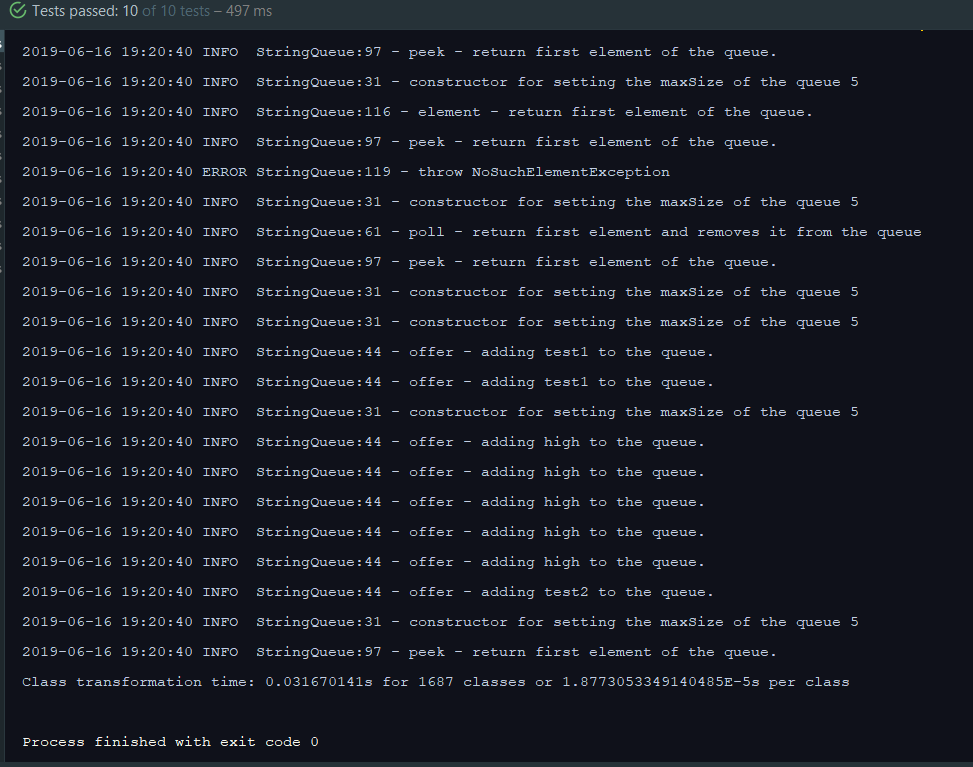 Tests passed: 10 of 10 tests – 497 ms
2019-06-16 19:20:40 INFO  StringQueue:97 - peek - return first element of the queue.
2019-06-16 19:20:40 INFO  StringQueue:31 - constructor for setting the maxSize of the queue 5
2019-06-16 19:20:40 INFO  StringQueue:116 - element - return first element of the queue.
2019-06-16 19:20:40 INFO  StringQueue:97 - peek - return first element of the queue.
2019-06-16 19:20:40 ERROR StringQueue:119 - throw NoSuchElementException
2019-06-16 19:20:40 INFO  StringQueue:31 - constructor for setting the maxSize of the queue 5
2019-06-16 19:20:40 INFO  StringQueue:61 - poll - return first element and removes it from the queue
2019-06-16 19:20:40 INFO  StringQueue:97 - peek - return first element of the queue.
2019-06-16 19:20:40 INFO  StringQueue:31 - constructor for setting the maxSize of the queue 5
2019-06-16 19:20:40 INFO  StringQueue:31 - constructor for setting the maxSize of the queue 5
2019-06-16 19:20:40 INFO  StringQueue:44 - offer - adding test1 to the queue.
2019-06-16 19:20:40 INFO  StringQueue:44 - offer - adding test1 to the queue.
2019-06-16 19:20:40 INFO  StringQueue:31 - constructor for setting the maxSize of the queue 5
2019-06-16 19:20:40 INFO  StringQueue:44 - offer - adding high to the queue.
2019-06-16 19:20:40 INFO  StringQueue:44 - offer - adding high to the queue.
2019-06-16 19:20:40 INFO  StringQueue:44 - offer - adding high to the queue.
2019-06-16 19:20:40 INFO  StringQueue:44 - offer - adding high to the queue.
2019-06-16 19:20:40 INFO  StringQueue:44 - offer - adding high to the queue.
2019-06-16 19:20:40 INFO  StringQueue:44 - offer - adding test2 to the queue.
2019-06-16 19:20:40 INFO  StringQueue:31 - constructor for setting the maxSize of the queue 5
2019-06-16 19:20:40 INFO  StringQueue:97 - peek - return first element of the queue.
Class transformation time: 0.031670141s for 1687 classes or 1.8773053349140485E-5s per class
Process finished with exit code 0